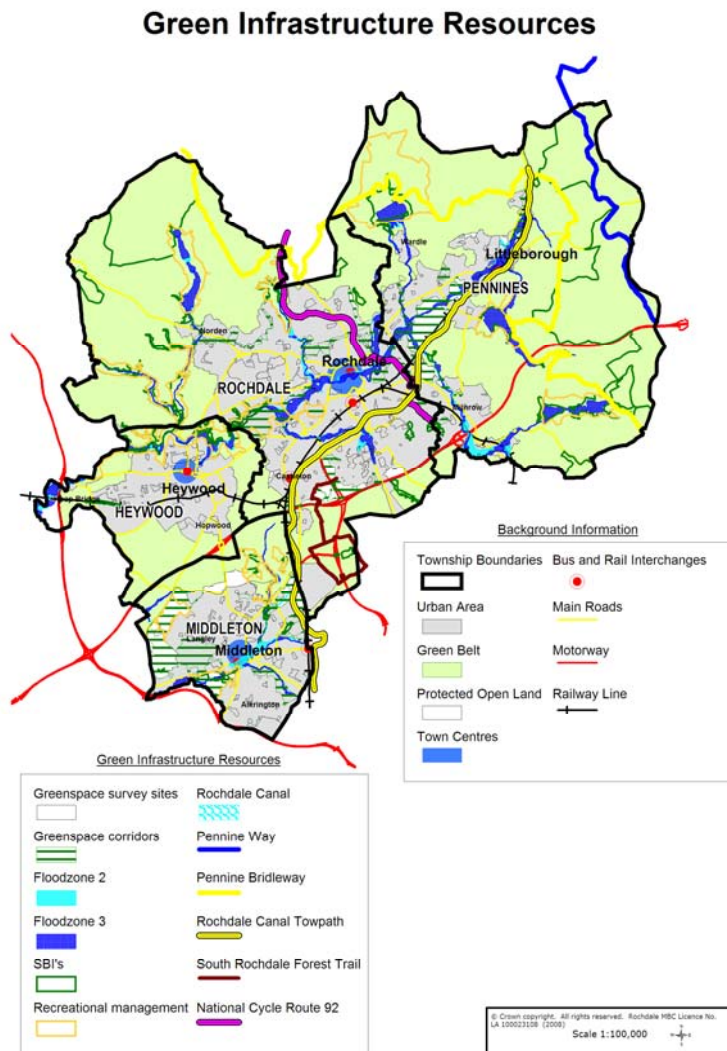 Green Infrastructure Resources
Wardle
Littleborough
PENNINES
Norden
Rochdale
ROCHDALE
Castleton
Heywood
HEYWOOD
Hopwood
MIDDLETON
Langley
Middleton
Alkrington
Background Information
Township Boundaries
Bus and Rail Interchanges
Urban Area
Main Roads
Green Belt
Motorway
Protected Open Land
Railway Line
Town Centres
Green Infrastructure Resources
Greenspace survey sites
Rochdale Canal
Greenspace corridors
Pennine Way
Floodzone 2
Pennine Bridleway
Floodzone 3
Rochdale Canal Towpath
SBI's
South Rochdale Forest Trail
Recreational management
National Cycle Route 92
© Crown copyright. All rights reserved. Rochdale MBC Licence No.
LA 100023108 (2008)
Scale 1:100,000